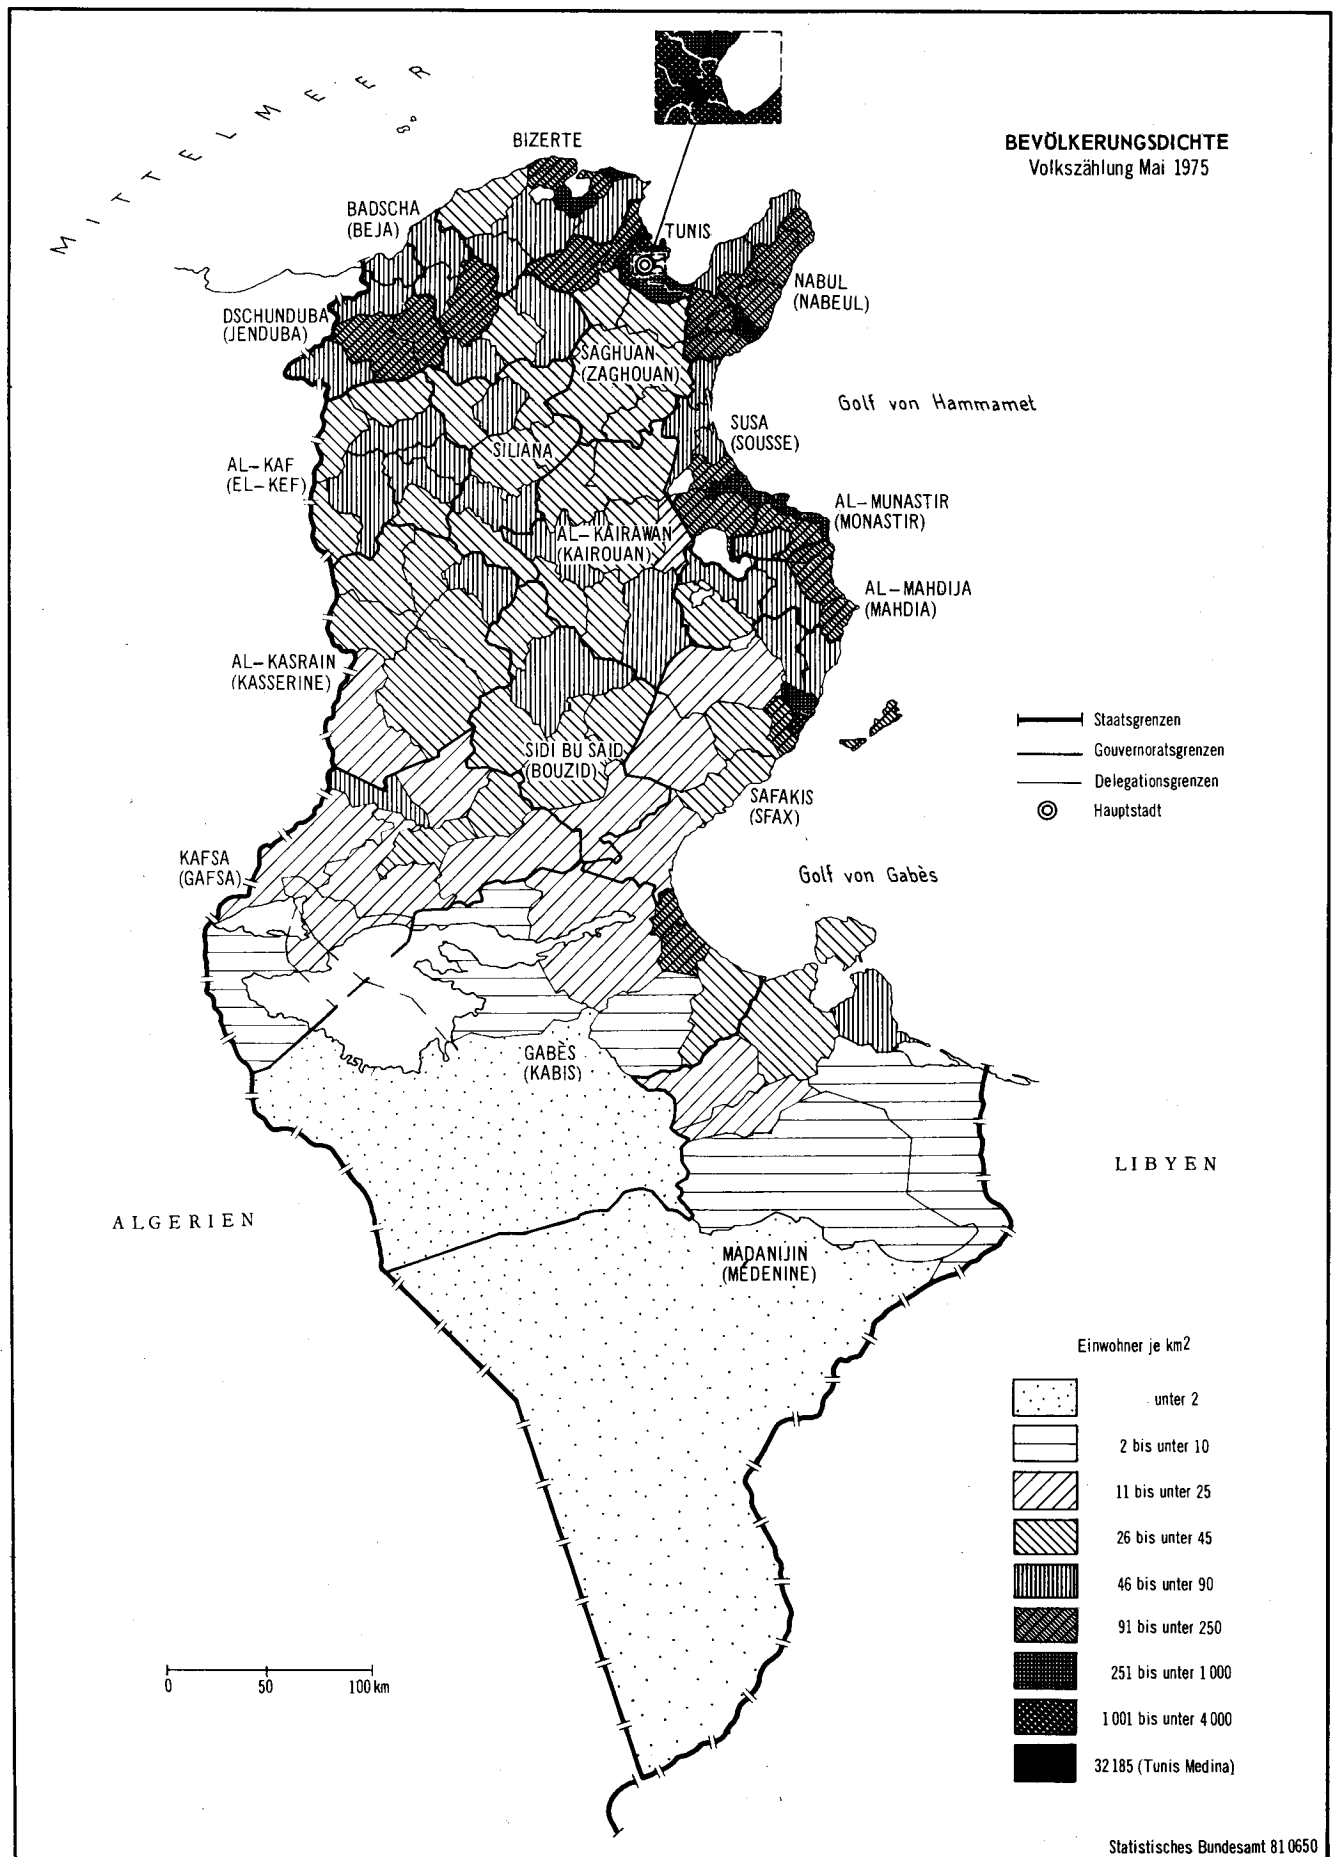 MITTELMEER
BEVÖLKERUNGSDICHTE
Volkszählung Mai 1975
BIZERTE
BADSCHA
(BEJA)
TUNIS
NABUL
(NABEUL)
DSCHUNDUBA
(JENDUBA)
SAGHUAN
(ZAGHOUAN)
Golf von Hammamet
SUSA
(SOUSSE)
SILIANA
AL-KAF
(EL-KEF)
AL-MUNASTIR
(MONASTIR)
AL-KAIRAWAN
(KAIROUAN)
AL-MAHDIJA
(MAHDIA)
AL-KASRAIN
(KASSERINE)
Staatsgrenzen
Gouvernoratsgrenzen
Delegationsgrenzen
Hauptstadt
SIDI BU SAID
(BOUZID)
SAFAKIS
(SFAX)
KAFSA
(GAFSA)
Golf von Gabès
GABÈS
(KABIS)
LIBYEN
ALGERIEN
MADANIJIN
(MEDENINE)
Einwohner je km2
unter 2
2 bis unter 10
11 bis unter 25
26 bis unter 45
46 bis unter 90
91 bis unter 250
251 bis unter 1 000
1 001 bis unter 4 000
32 185 (Tunis Medina)
0 50 100 km
Statistisches Bundesamt 81 0650